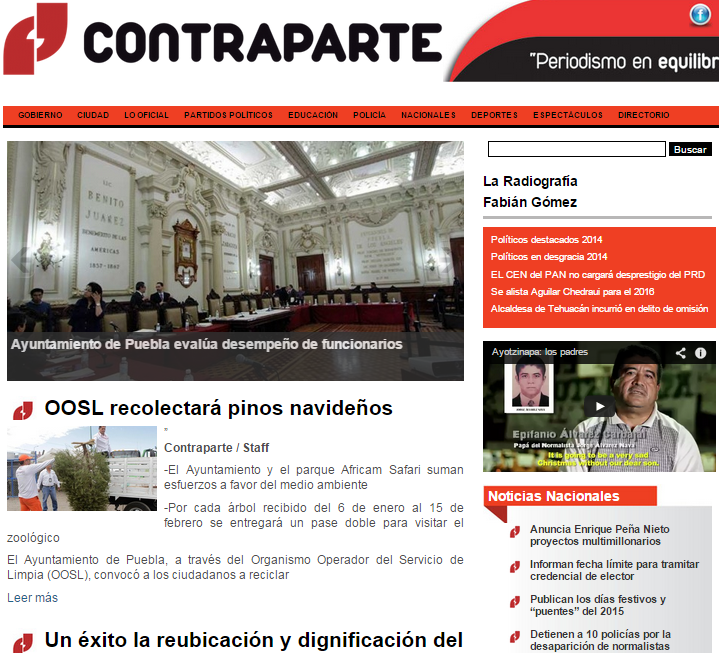 CONTRAPARTE
"Periodismo en equilibr
GOBIERNO CIUDAD LO OFICIAL PARTIDOS POLÍTICOS EDUCACIÓN POLICÍA NACIONALES DEPORTES ESPECTÁCULOS DIRECTORIO
BENITO
JUAREZ
BENEMERITO DE LAS
AMERICAS
1857 - 1867
Ayuntamiento de Puebla evalúa desempeño de funcionarios
OOSL recolectará pinos navideños
Contraparte / Staff
-El Ayuntamiento y el parque Africam Safari suman
esfuerzos a favor del medio ambiente
-Por cada árbol recibido del 6 de enero al 15 de
febrero se entregará un pase doble para visitar el
zoológico
El Ayuntamiento de Puebla, a través del Organismo Operador del Servicio de
Limpia (OOSL), convocó a los ciudadanos a reciclar
Leer más
Un éxito la reubicación y dignificación del
Buscar
La Radiografía
Fabián Gómez
Políticos destacados 2014
Políticos en desgracia 2014
EL CEN del PAN no cargará desprestigio del PRD
Se alista Aguilar Chedraui para el 2016
Alcaldesa de Tehuacán incurrió en delito de omisión
Ayotzinapa: los padres
Epifanio Álvarez Carbajal
Papá del Normalista Jorge Álvarez Nava
It is going to be a very sad
Christmas without our dear son.
Noticias Nacionales
Anuncia Enrique Peña Nieto
proyectos multimillonarios
Informan fecha límite para tramitar
credencial de elector
Publican los días festivos y
“puentes” del 2015
Detienen a 10 policías por la
desaparición de normalistas